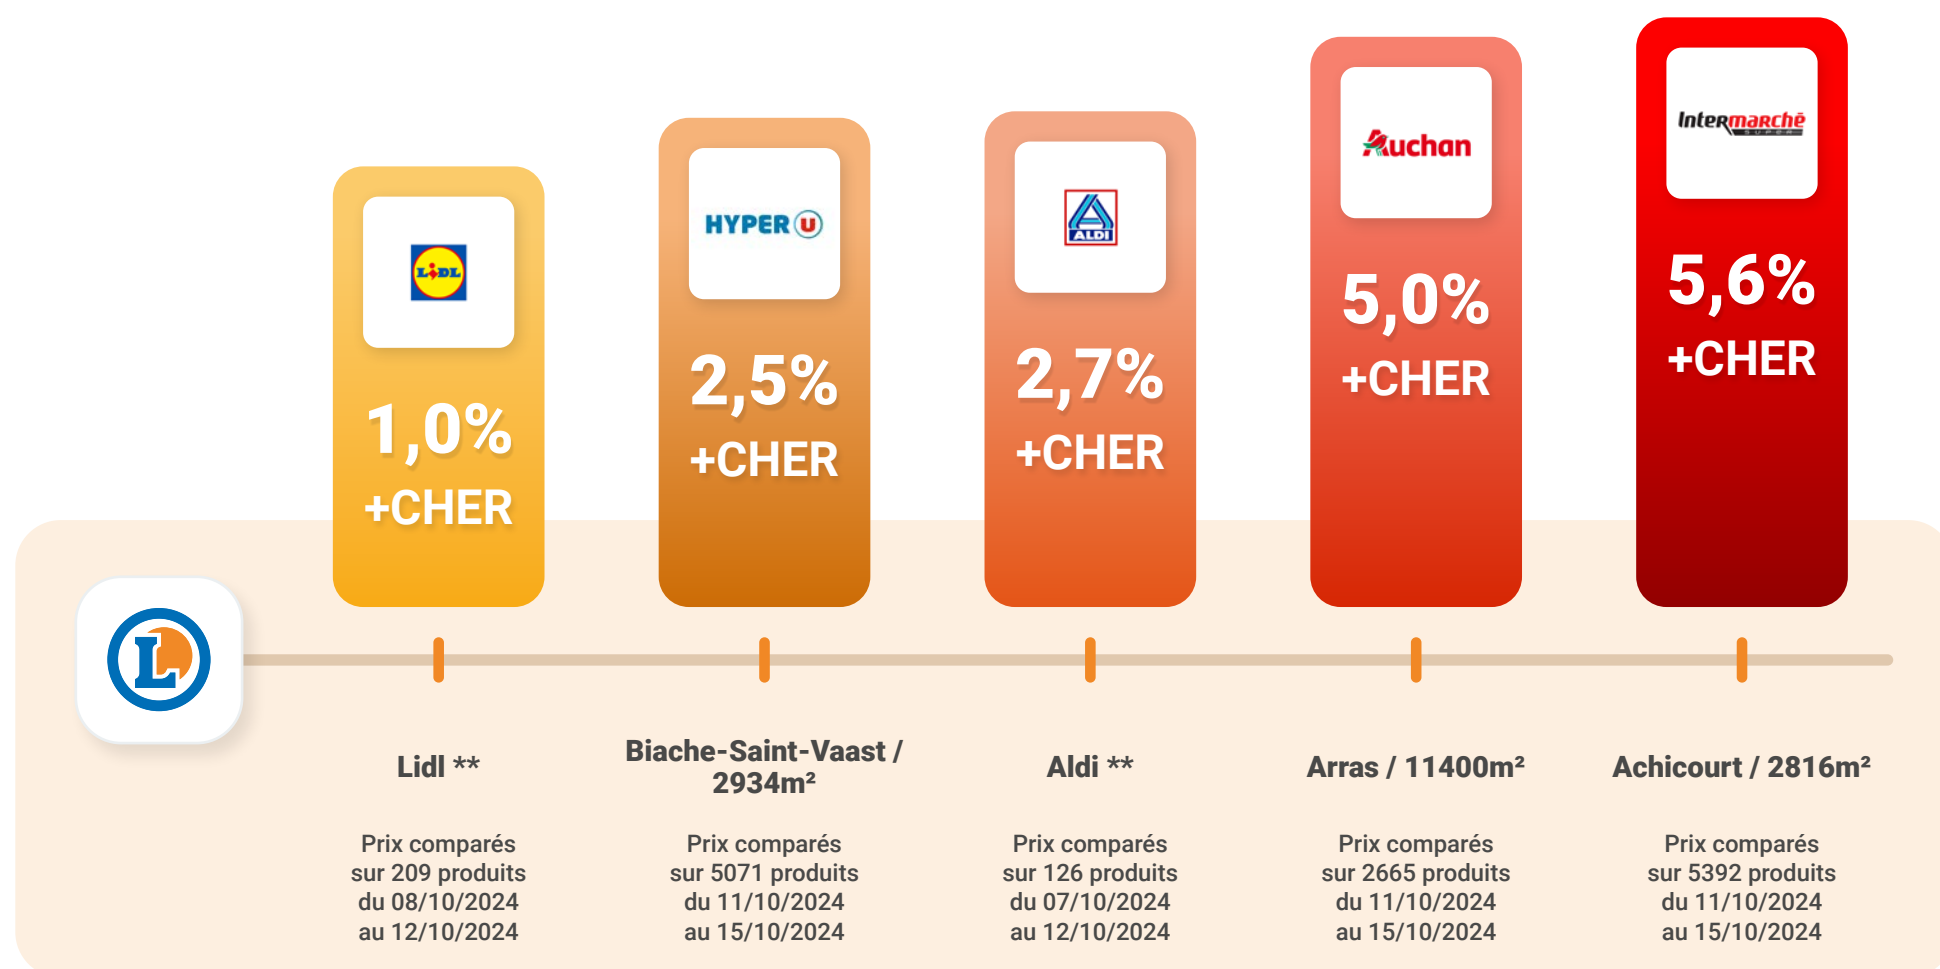 LIDL
1,0%
+CHER
HYPER U
2,5%
+CHER
ALDI
2,7%
+CHER
Auchan
5,0%
+CHER
Intermarchē
SUPER
5,6%
+CHER
L
Lidl **
Prix comparés
sur 209 produits
du 08/10/2024
au 12/10/2024
Biache-Saint-Vaast /
2934m²
Prix comparés
sur 5071 produits
du 11/10/2024
au 15/10/2024
Aldi **
Prix comparés
sur 126 produits
du 07/10/2024
au 12/10/2024
Arras / 11400m²
Prix comparés
sur 2665 produits
du 11/10/2024
au 15/10/2024
Achicourt / 2816m²
Prix comparés
sur 5392 produits
du 11/10/2024
au 15/10/2024